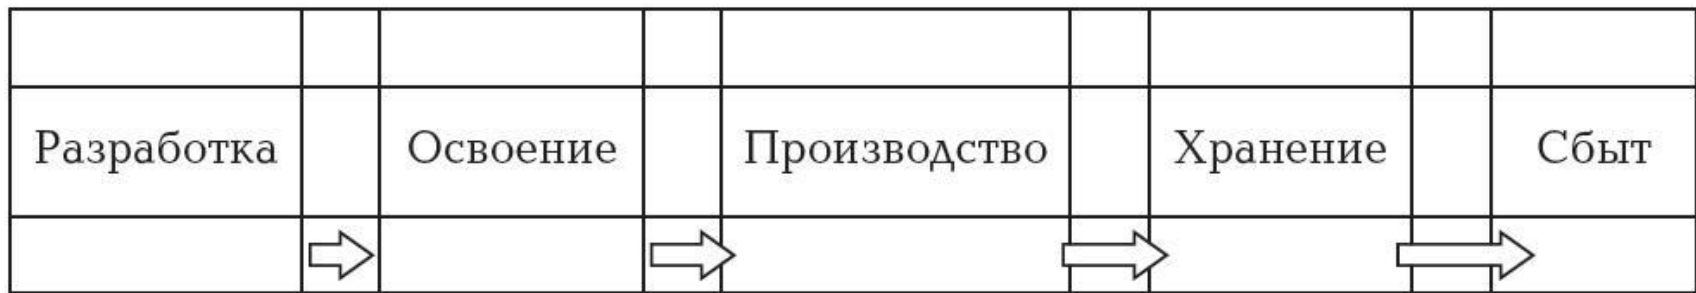 Разработка Освоение Производство Хранение Сбыт